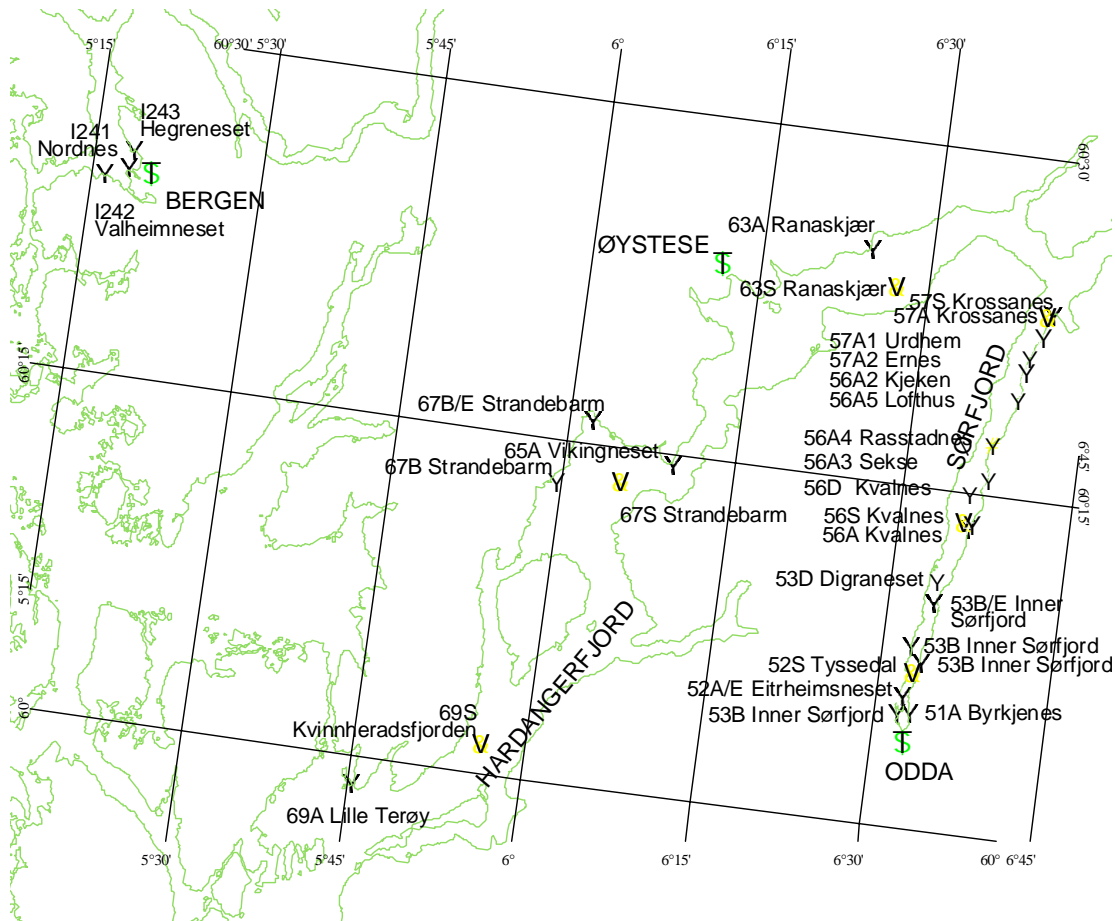 5°15'
60°30' 5°30'
5°45'
6°
6°15'
6°30'
60°30'
I243
Hegreneset
I241
Nordnes
BERGEN
I242
Valheimneset
63A Ranaskjær
ØYSTESE
63S Ranaskjær
57S Krossanes
57A Krossanes
57A1 Urdhem
57A2 Ernes
56A2 Kjeken
56A5 Lofthus
SØRFJORD
60°15'
67B/E Strandebarm
65A Vikingneset
67B Strandebarm
67S Strandebarm
56A4 Rasstadnes
56A3 Sekse
56D Kvalnes
56S Kvalnes
56A Kvalnes
6°45'
60°15'
53D Digraneset
53B/E Inner
Sørfjord
53B Inner Sørfjord
52S Tyssedal
53B Inner Sørfjord
52A/E Eitrheimsneset
53B Inner Sørfjord
51A Byrkjenes
ODDA
5°15'
60°
HARDANGERFJORD
69S
Kvinnheradsfjorden
69A Lille Terøy
5°30'
5°45'
6°
6°15'
6°30'
60°
6°45'